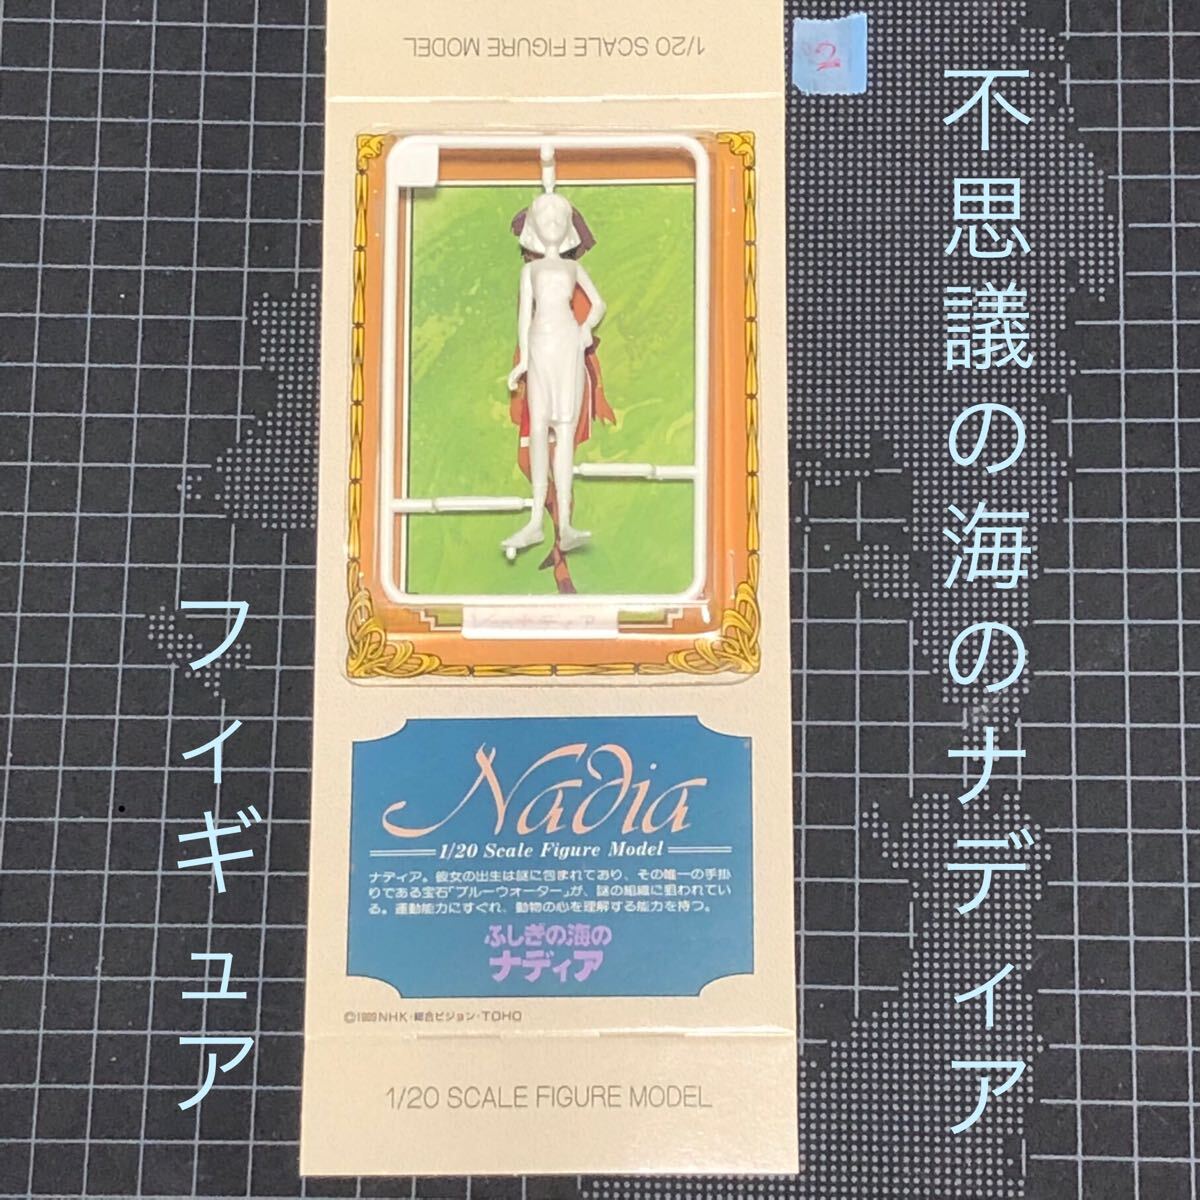 1/20 SCALE FIGURE MODEL
2
不思議の海のナディア
フィギュア
Nadia
1/20 Scale Figure Model
ナディア。彼女の出生は謎に包まれており、その唯一の手掛
りである宝石「ブルーウォーター」が、謎の組織に狙われてい
る。運動能力にすぐれ、動物の心を理解する能力を持つ。
ふしぎの海の
ナディア
©1989 NHK・総合ビジョン・TOHO
1/20 SCALE FIGURE MODEL